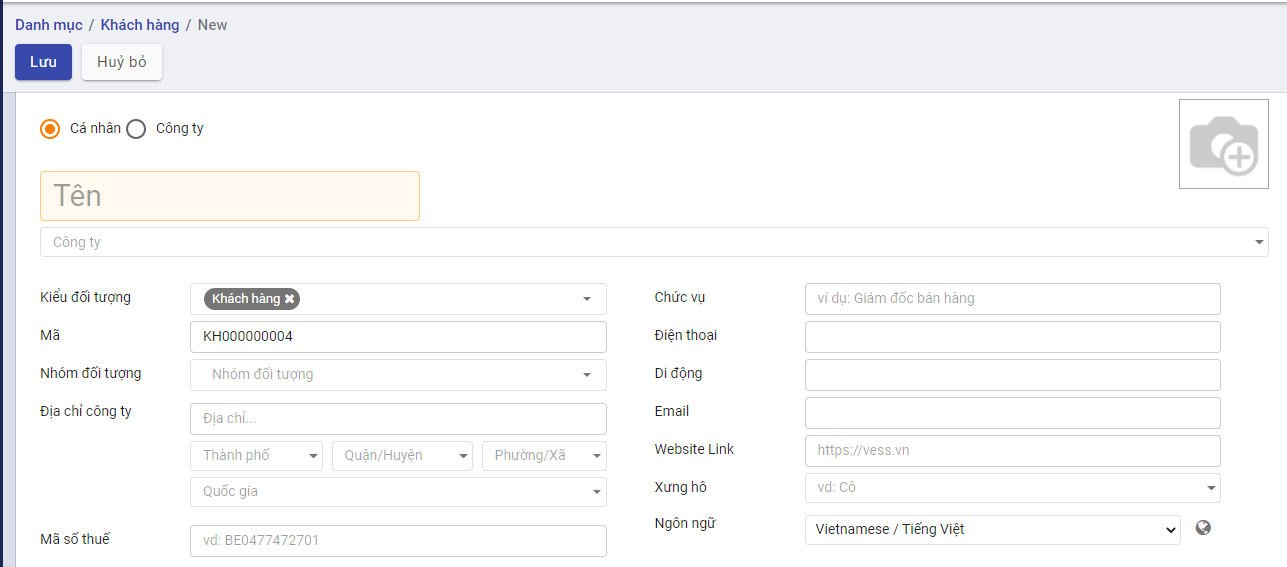 Danh mục / Khách hàng / New
Lưu Huỷ bỏ
Cá nhân Công ty
Tên
Công ty
Kiểu đối tượng Khách hàng Chức vụ ví dụ: Giám đốc bán hàng
Mã KH000000004 Điện thoại
Nhóm đối tượng Nhóm đối tượng Di động
Địa chỉ công ty Địa chỉ... Email
Thành phố Quận/Huyện Phường/Xã Website Link https://vess.vn
Quốc gia Xưng hô vd: Cô
Mã số thuế vd: BE0477472701 Ngôn ngữ Vietnamese / Tiếng Việt